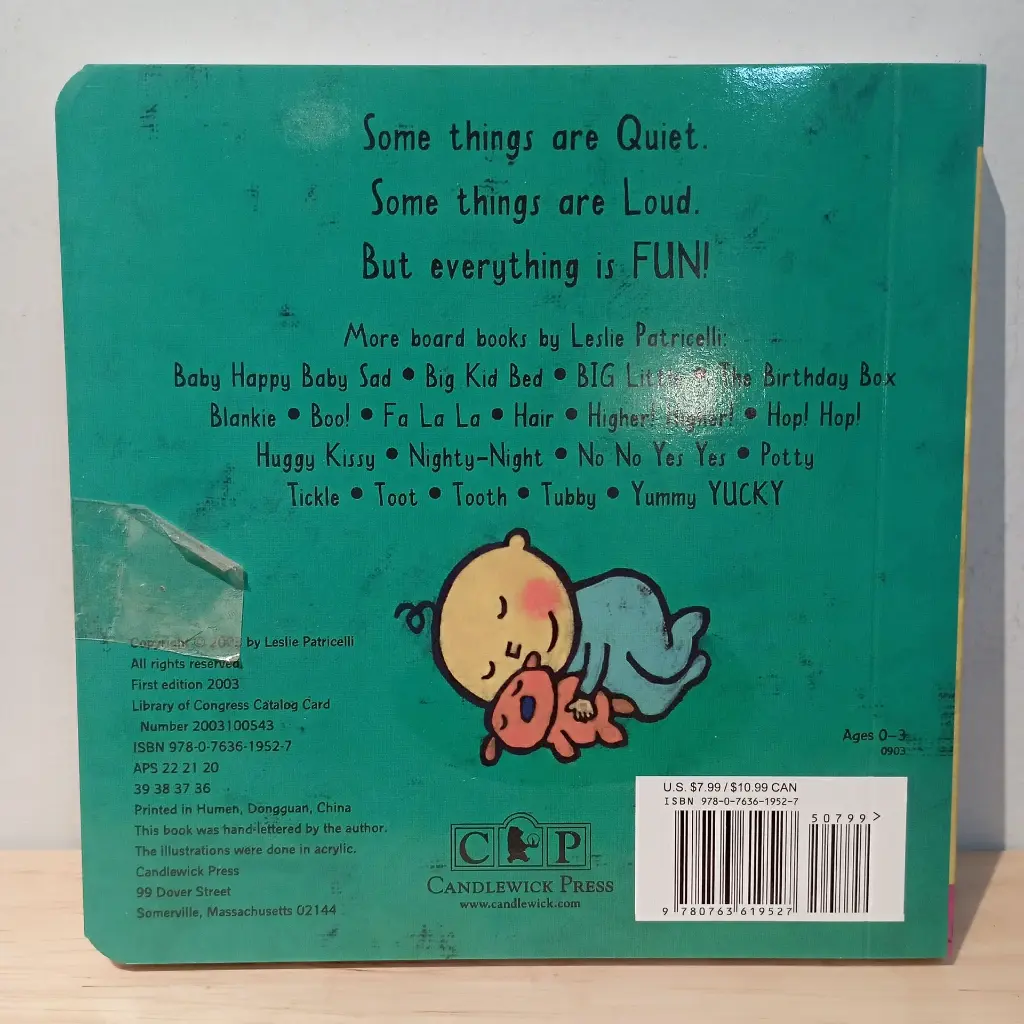 Some things are Quiet.
Some things are Loud.
But everything is FUN!
More board books by Leslie Patricelli:
Baby Happy Baby Sad • Big Kid Bed • BIG Little • The Birthday Box
Blankie • Boo! • Fa La La • Hair • Higher! Higher! • Hop! Hop!
Huggy Kissy • Nighty-Night • No No Yes Yes • Potty
Tickle • Toot • Tooth • Tubby • Yummy YUCKY
Copyright © 2003 by Leslie Patricelli
All rights reserved.
First edition 2003
Library of Congress Catalog Card
Number 2003100543
ISBN 978-0-7636-1952-7
APS 22 21 20
39 38 37 36
Printed in Humen, Dongguan, China
This book was hand-lettered by the author.
The illustrations were done in acrylic.
Candlewick Press
99 Dover Street
Somerville, Massachusetts 02144
C P
CANDLEWICK PRESS
www.candlewick.com
Ages 0–3
0903
U.S. $7.99 / $10.99 CAN
ISBN 978-0-7636-1952-7
50799>
9 780763 619527